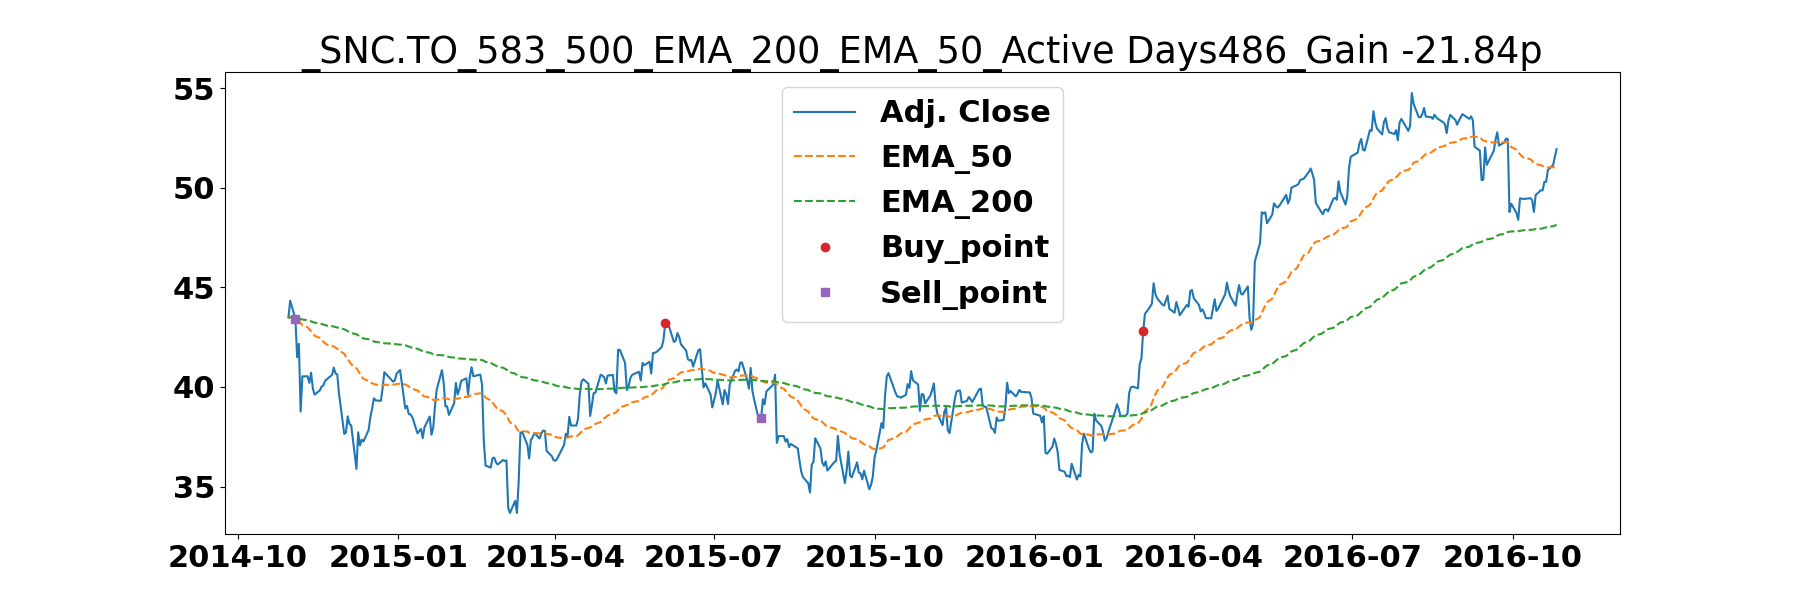 _SNC.TO_583_500_EMA_200_EMA_50_Active Days486_Gain -21.84p
55
50
45
40
35
Adj. Close
EMA_50
EMA_200
Buy_point
Sell_point
2014-10 2015-01 2015-04 2015-07 2015-10 2016-01 2016-04 2016-07 2016-10